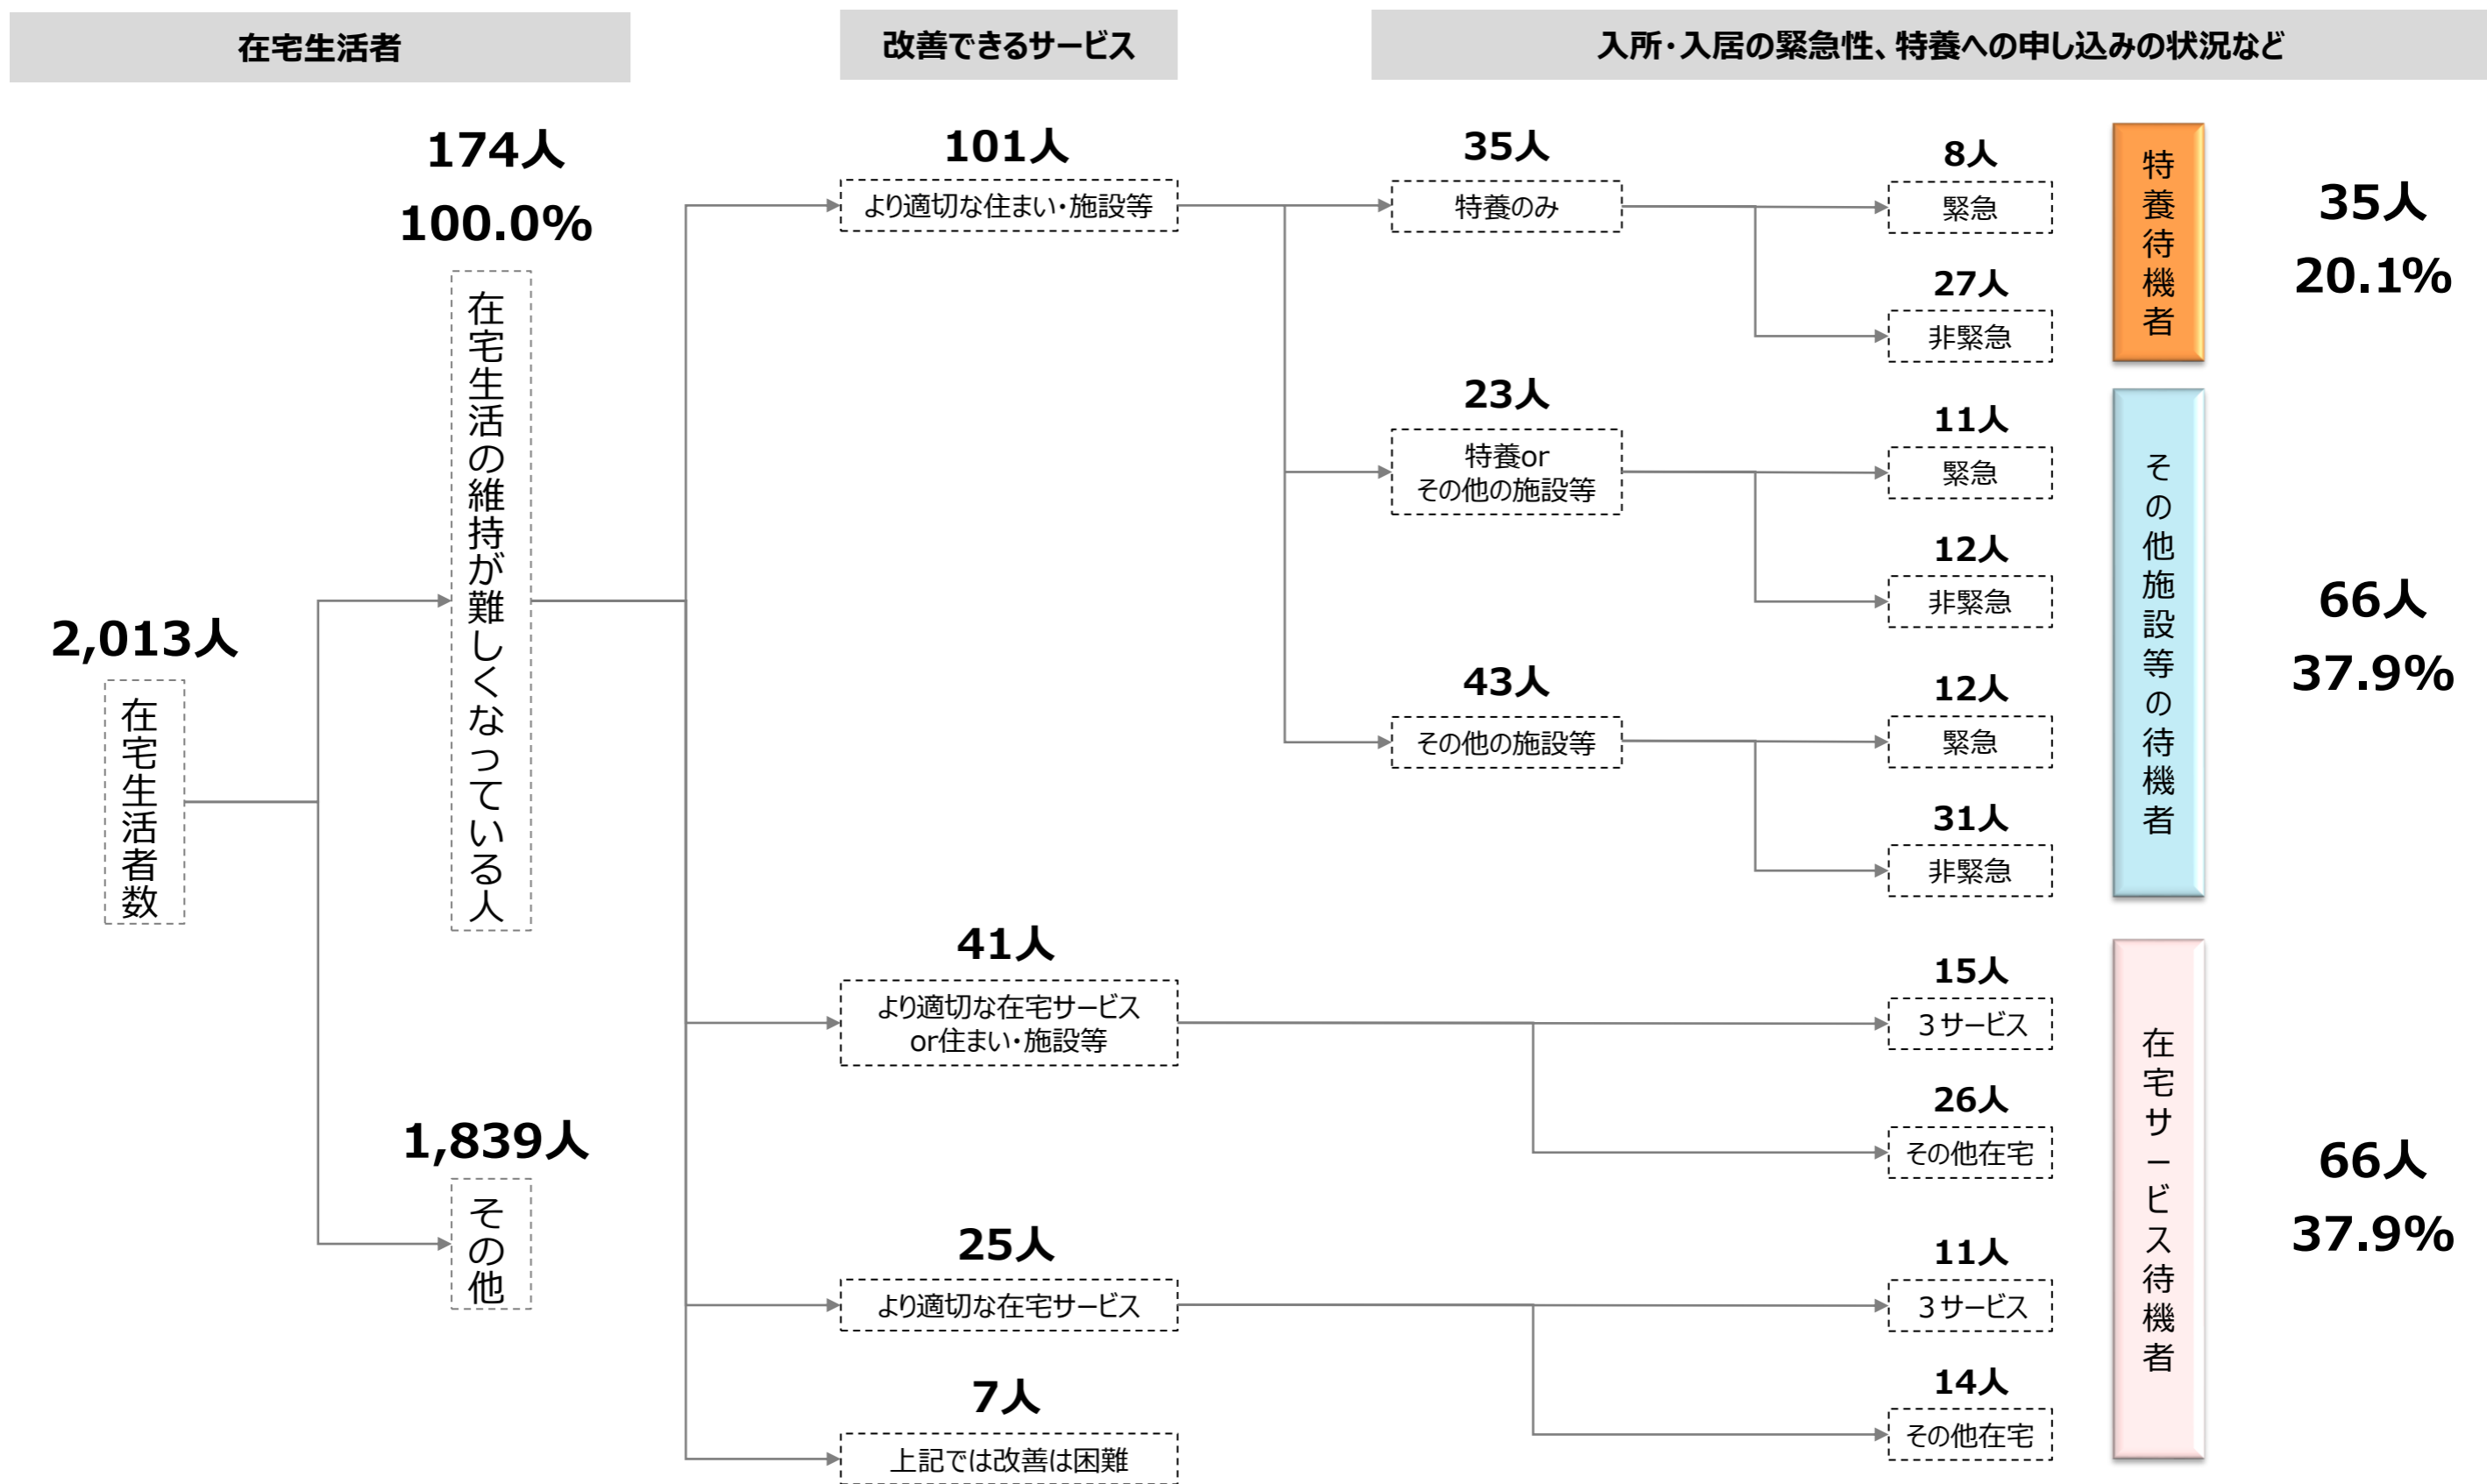 在宅生活者
改善できるサービス
入所・入居の緊急性、特養への申し込みの状況など
2,013人
在宅生活者数
174人
100.0%
在宅生活の維持が難しくなっている人
1,839人
その他
101人
より適切な住まい・施設等
41人
より適切な在宅サービス
or住まい・施設等
25人
より適切な在宅サービス
7人
上記では改善は困難
35人
特養のみ
23人
特養or
その他の施設等
43人
その他の施設等
8人
緊急
27人
非緊急
11人
緊急
12人
非緊急
12人
緊急
31人
非緊急
15人
3サービス
26人
その他在宅
11人
3サービス
14人
その他在宅
特養待機者
35人
20.1%
その他施設等の待機者
66人
37.9%
在宅サービス待機者
66人
37.9%